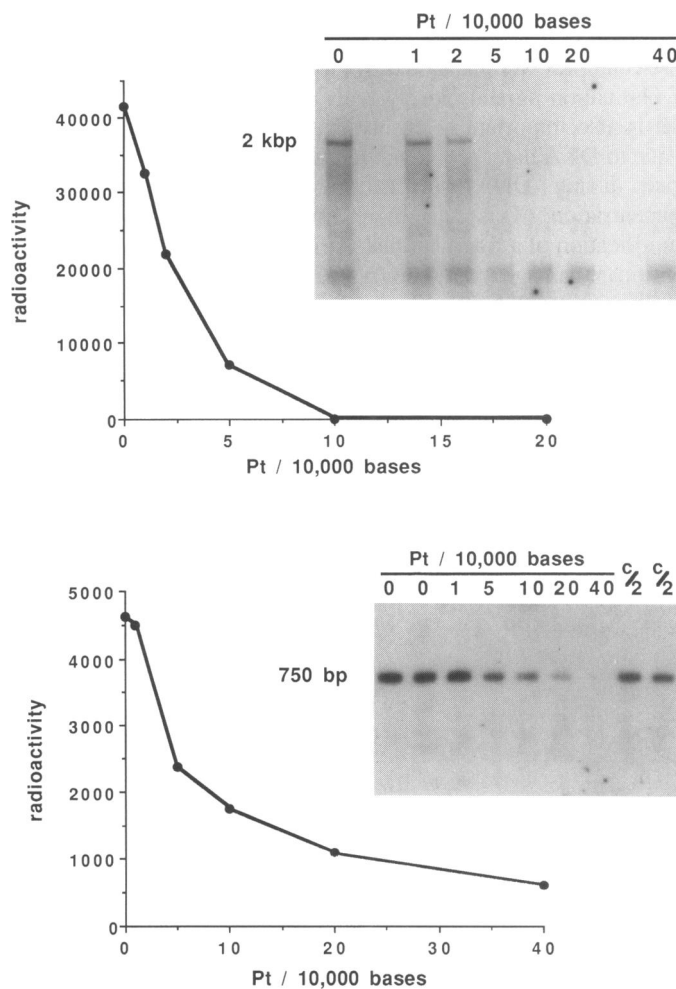 Pt / 10,000 bases
0 1 2 5 10 20 40
2 kbp
40000
30000
20000
10000
0
radioactivity
0 5 10 15 20
Pt / 10,000 bases
Pt / 10,000 bases
0 0 1 5 10 20 40 c/2 c/2
750 bp
5000
4000
3000
2000
1000
0
radioactivity
0 10 20 30 40
Pt / 10,000 bases